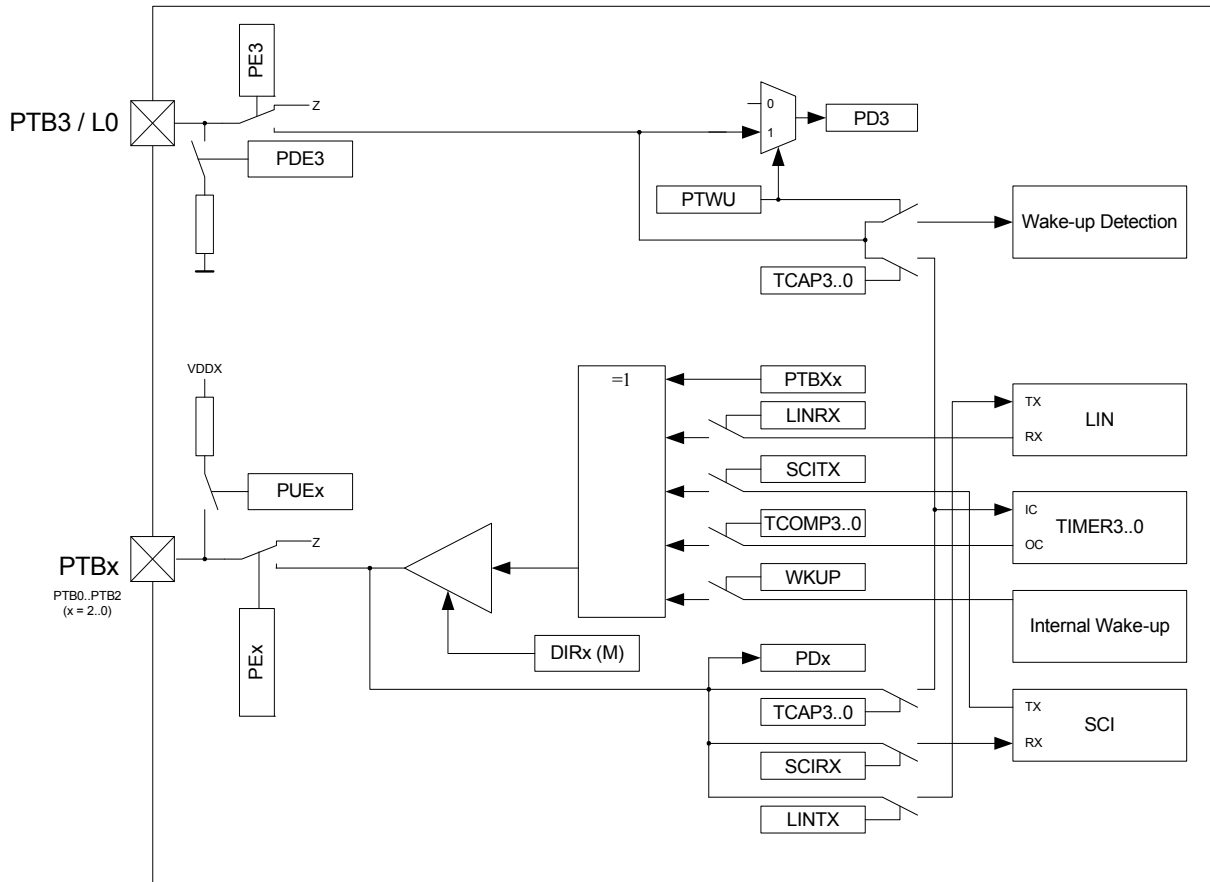 PE3
Z
0
PTB3 / L0
PD3
1
PDE3
PTWU
Wake-up Detection
TCAP3..0
VDDX
=1
PTBXx
LINRX
TX
LIN
RX
SCITX
PUEx
IC
TCOMP3..0
TIMER3..0
Z
OC
PTBx
WKUP
PTB0..PTB2
(x = 2..0)
Internal Wake-up
DIRx (M)
PDx
PEx
TCAP3..0
TX
SCI
RX
SCIRX
LINTX